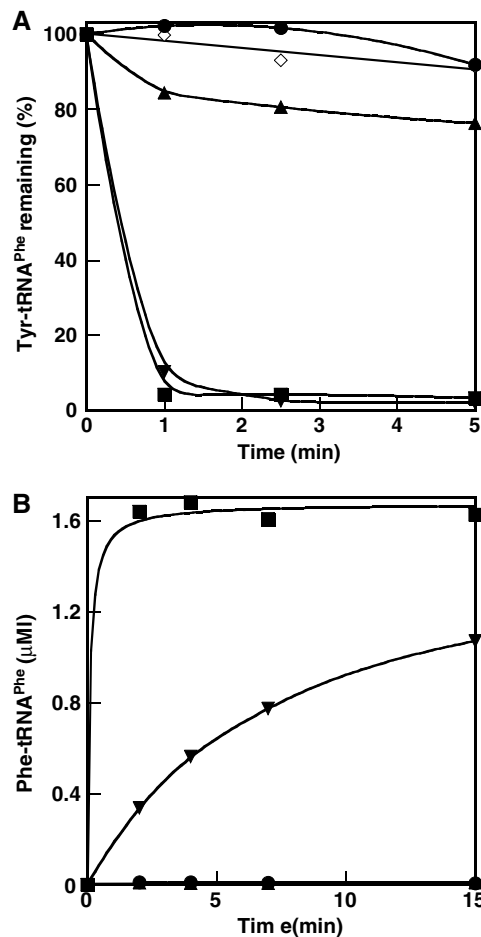 A
Tyr-tRNAPhe remaining (%)
100
80
60
40
20
0
0 1 2 3 4 5
Time (min)
B
Phe-tRNAPhe (μMl)
1.6
1.2
0.8
0.4
0
0 5 10 15
Tim e(min)